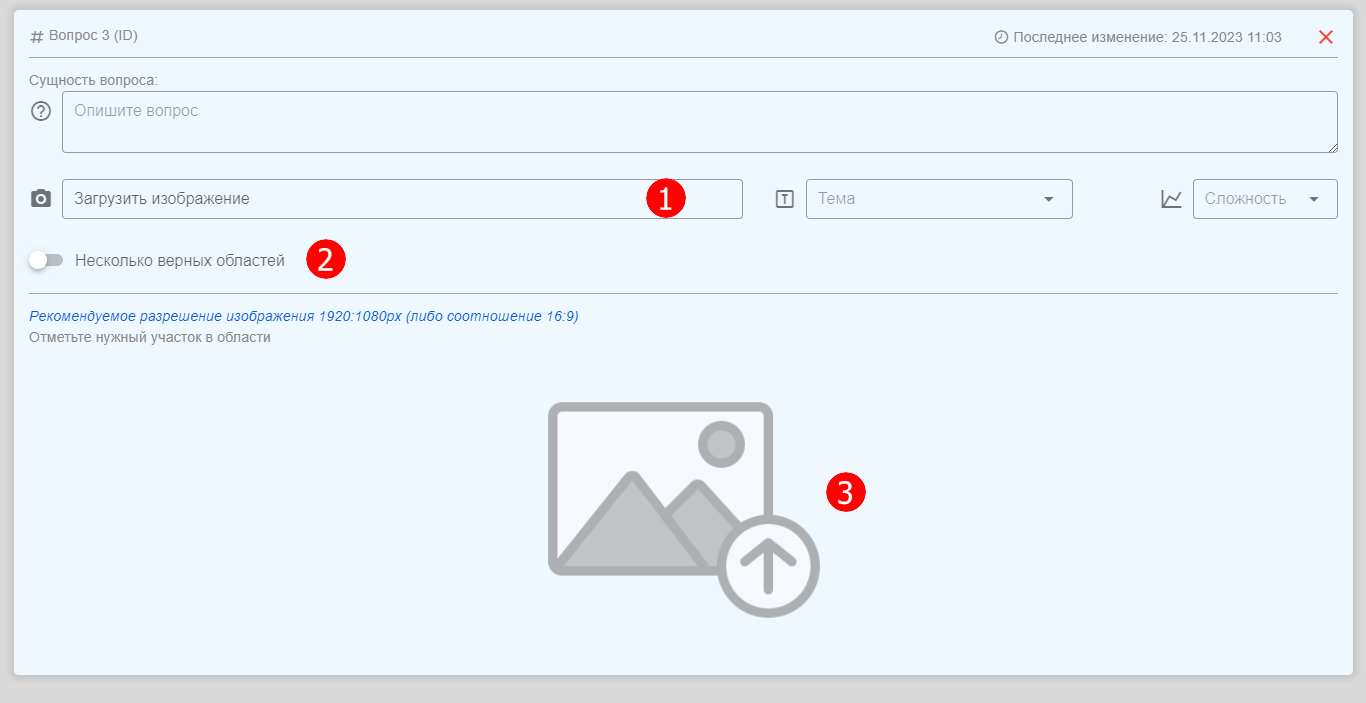 # Вопрос 3 (ID)
Последнее изменение: 25.11.2023 11:03
Сущность вопроса:
Опишите вопрос
Загрузить изображение 1
T Тема
Сложность
Несколько верных областей 2
Рекомендуемое разрешение изображения 1920:1080px (либо соотношение 16:9)
Отметьте нужный участок в области
3